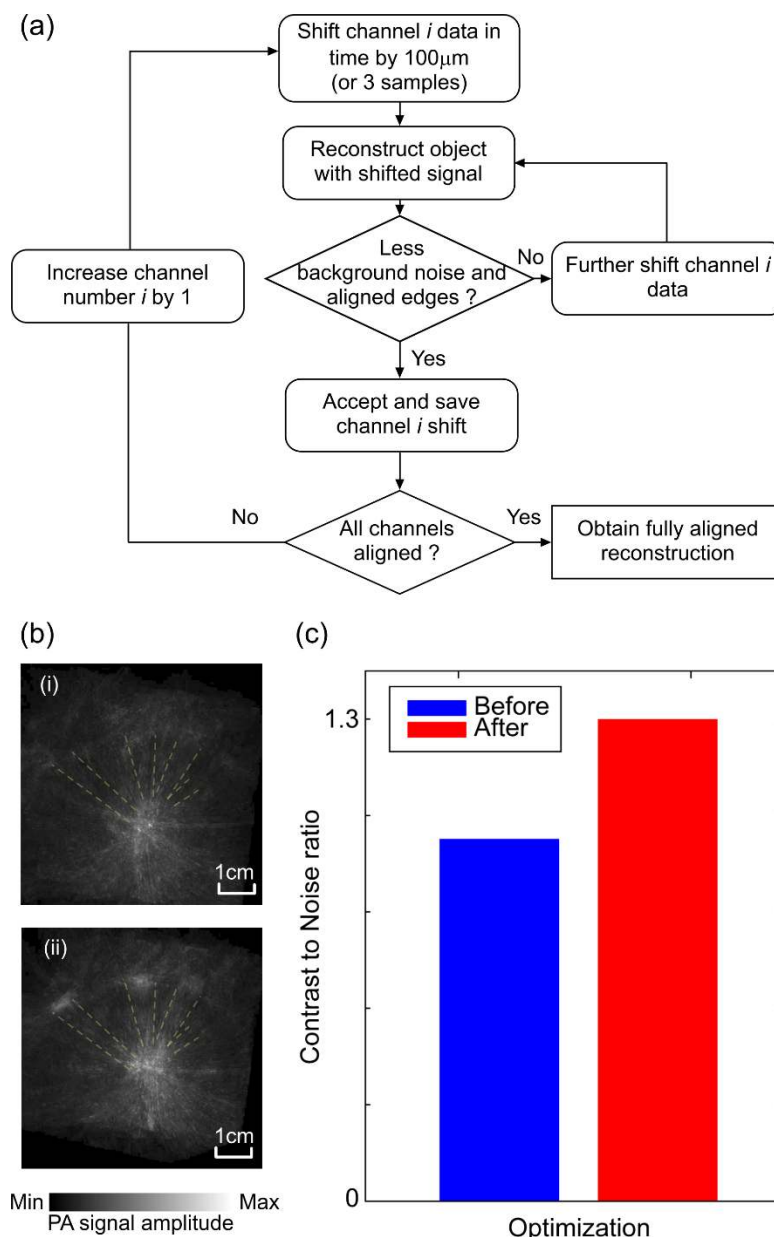 (a)
Shift channel i data in
time by 100μm
(or 3 samples)
Reconstruct object
with shifted signal
Less
background noise and
aligned edges ?
No
Further shift channel i
data
Increase channel
number i by 1
Yes
Accept and save
channel i shift
No
All channels
aligned ?
Yes
Obtain fully aligned
reconstruction
(b)
(i)
1cm
(ii)
1cm
Min
Max
PA signal amplitude
(c)
Before
After
1.3
Contrast to Noise ratio
0
Optimization